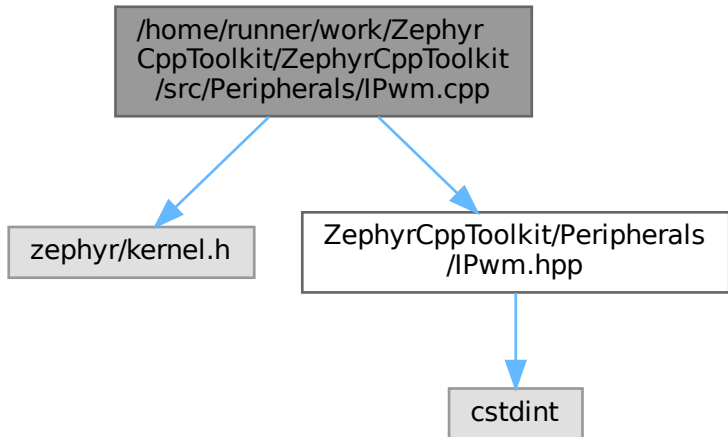 /home/runner/work/Zephyr
CppToolkit/ZephyrCppToolkit
/src/Peripherals/IPwm.cpp
zephyr/kernel.h
ZephyrCppToolkit/Peripherals
/IPwm.hpp
cstdint